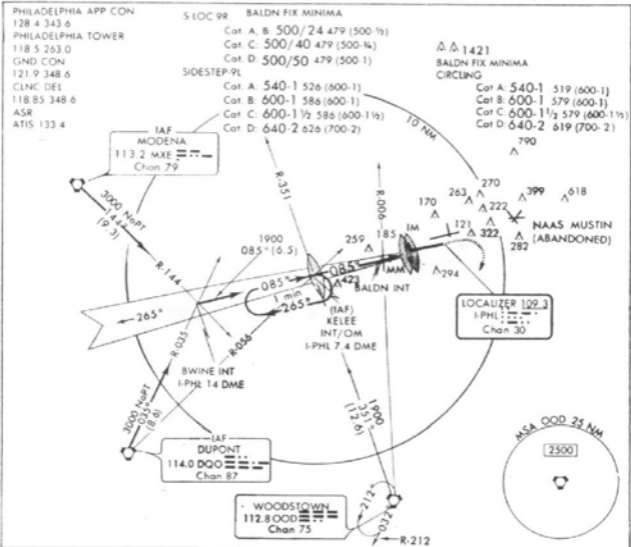 PHILADELPHIA APP CON
128.4 343.6
PHILADELPHIA TOWER
118.5 263.0
GND CON
121.9 348.6
CLNC DEL
118.85 348.6
ASR
ATIS 133.4
S-LOC 9R BALDN FIX MINIMA
Cat. A, B 500/24 479 (500-½)
Cat. C: 500/40 479 (500-¾)
Cat. D: 500/50 479 (500-1)
SIDESTEP-9L
Cat. A: 540-1 526 (600-1)
Cat. B: 600-1 586 (600-1)
Cat. C: 600-1½ 586 (600-1½)
Cat. D: 640-2 626 (700-2)
1421
BALDN FIX MINIMA
CIRCLING
Cat A: 540-1 519 (600-1)
Cat B: 600-1 579 (600-1)
Cat C 600-1½ 579 (600-1½)
Cat D: 640-2 619 (700-2)
10 NM
790
IAF
MODENA
113.2 MXE
Chan 79
3000 NoPT
144°
(9.3)
R-144
R-351
R-006
1900
085° (6.5)
259
185
170
IM
263
270
222
399
618
121
322
282
NAAS MUSTIN
(ABANDONED)
294
085°
085°
MM
BALDN INT
423
1 min
265°
265°
(IAF)
KELEE
INT/OM
I-PHL 7.4 DME
LOCALIZER 109.3
I-PHL
Chan 30
R-035
R-056
BWINE INT
I-PHL 14 DME
3000 NoPT
035°
(8.6)
1900
351°
(12.6)
IAF
DUPONT
114.0 DQO
Chan 87
WOODSTOWN
112.8 OOD
Chan 75
212°
032°
R-212
MSA OOD 25 NM
2500